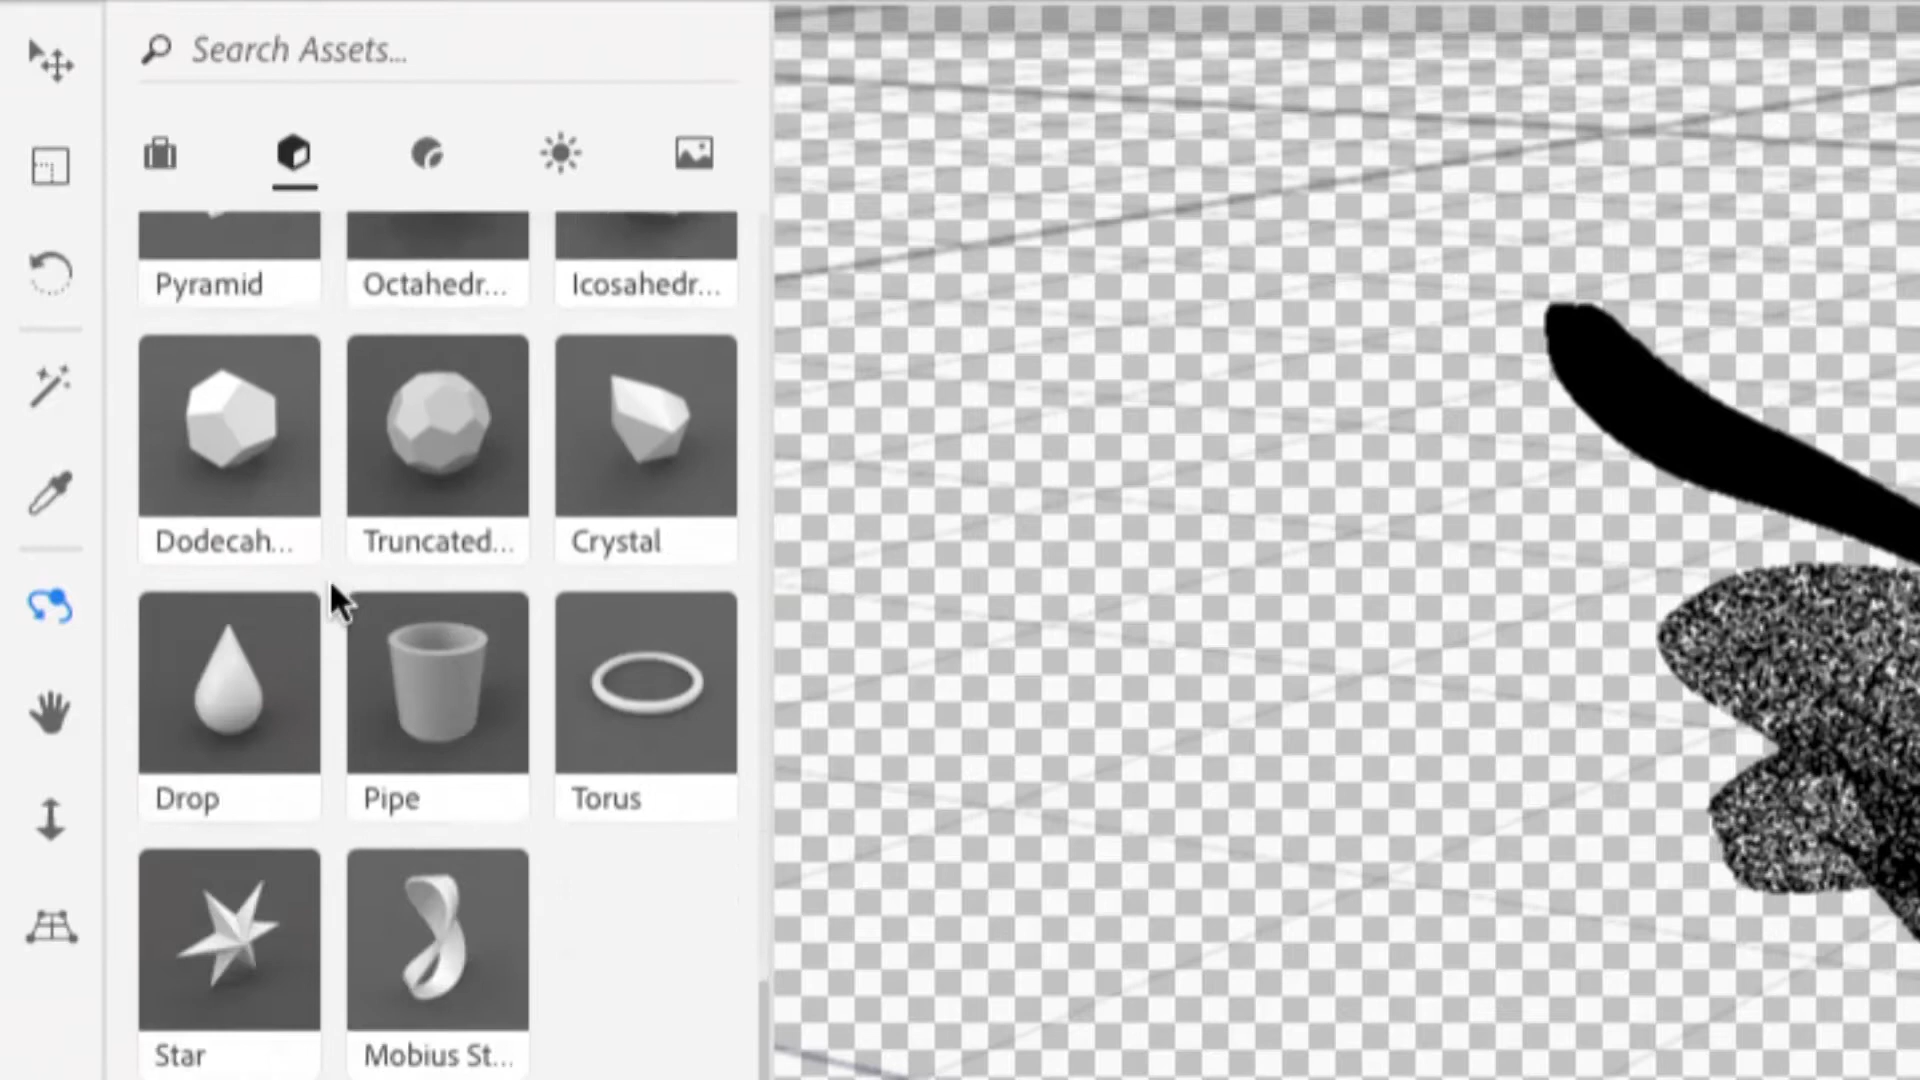 Search Assets...
Pyramid
Octahedr...
Icosahedr...
Dodecah...
Truncated...
Crystal
Drop
Pipe
Torus
Star
Mobius St...